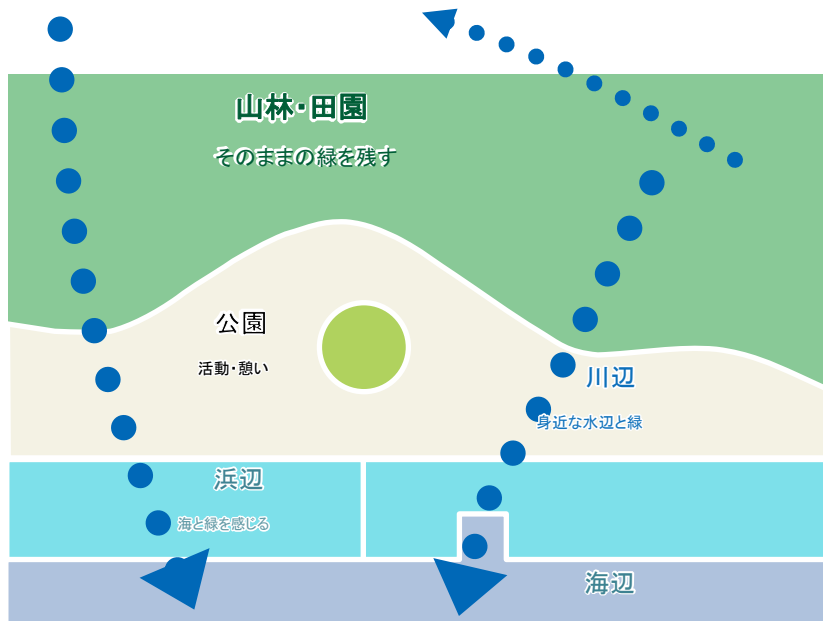 山林・田園
そのままの緑を残す
公園
活動・憩い
川辺
身近な水辺と緑
浜辺
海と緑を感じる
海辺